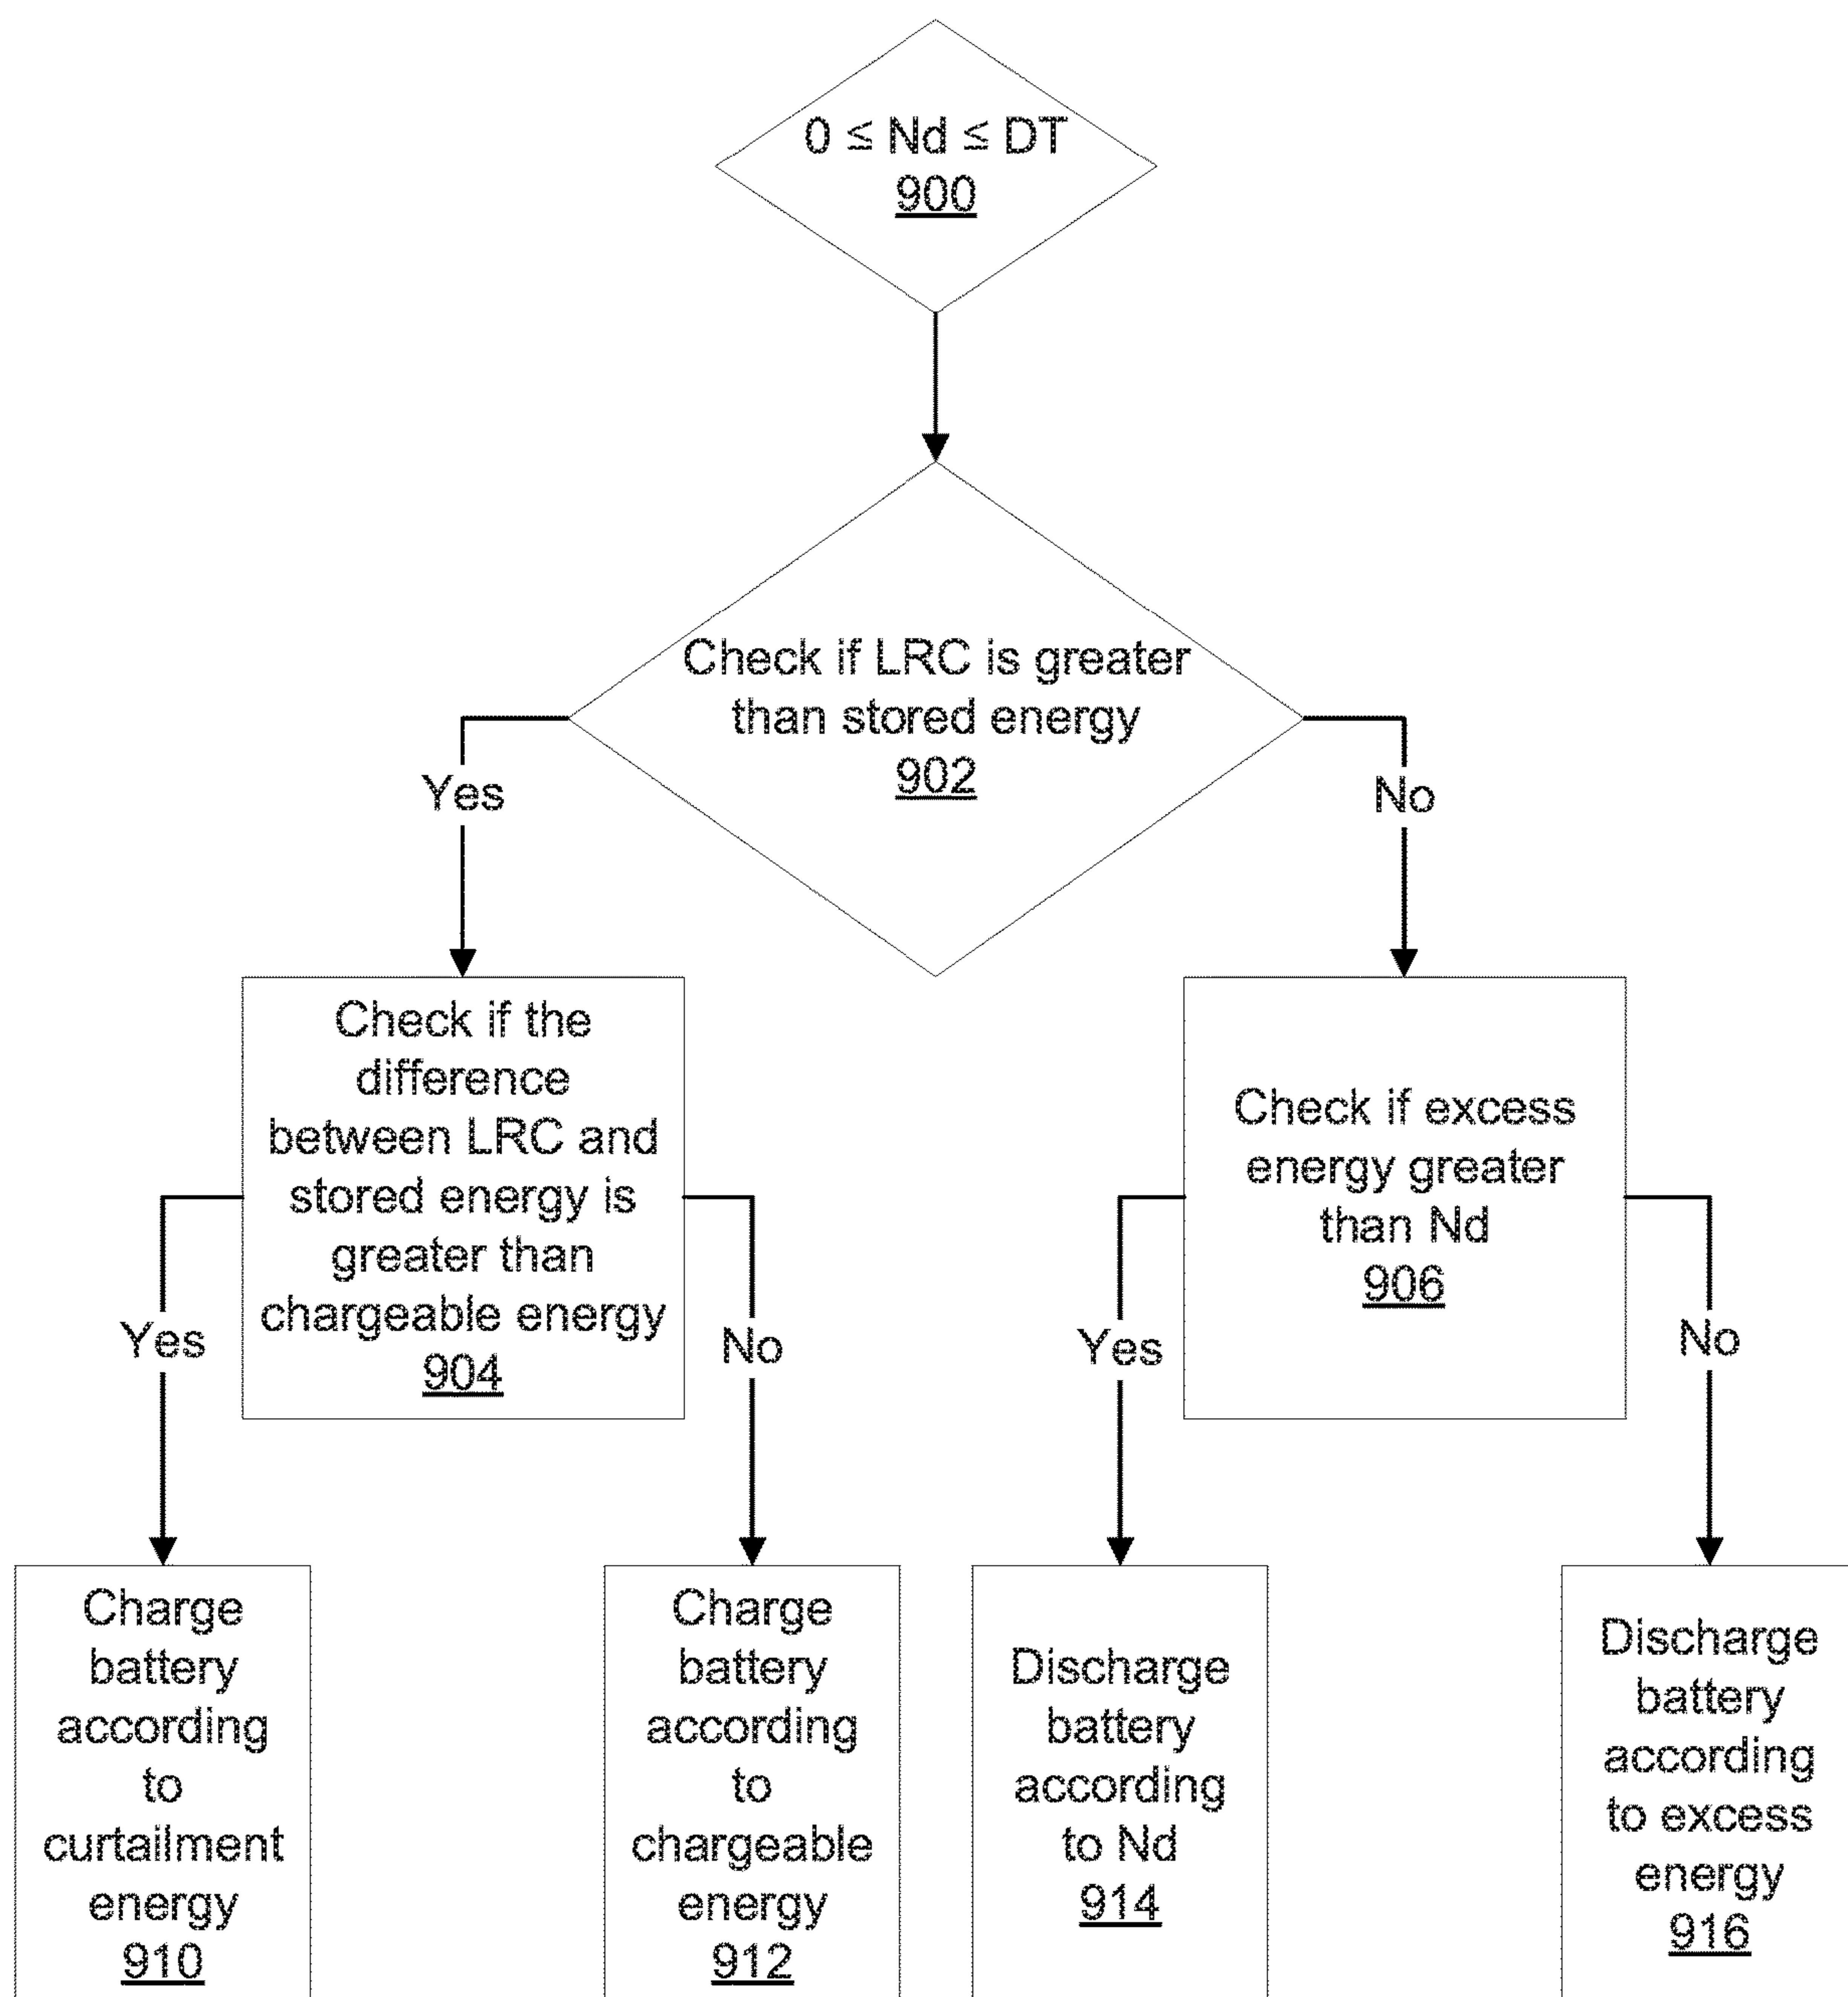 0 ≤ Nd ≤ DT
900
Check if LRC is greater
than stored energy
902
Yes
No
Check if the
difference
between LRC and
stored energy is
greater than
chargeable energy
904
Check if excess
energy greater
than Nd
906
Yes
No
Yes
No
Charge
battery
according
to
curtailment
energy
910
Charge
battery
according
to
chargeable
energy
912
Discharge
battery
according
to Nd
914
Discharge
battery
according
to excess
energy
916